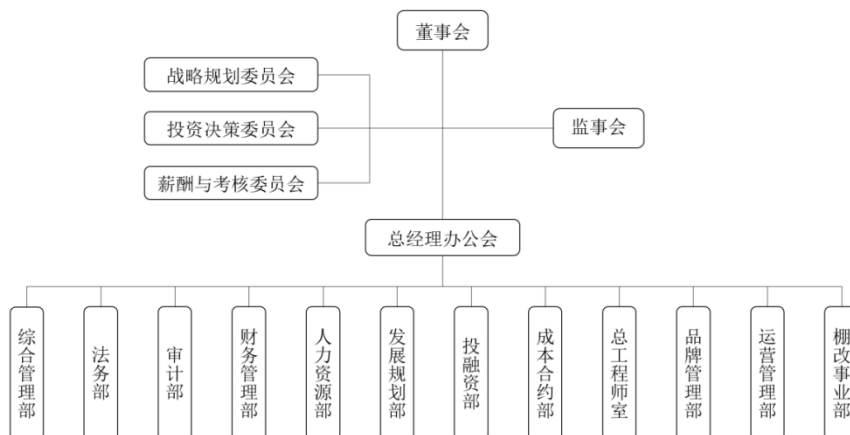 董事会
战略规划委员会
投资决策委员会
监事会
薪酬与考核委员会
总经理办公会
综合管理部
法务部
审计部
财务管理部
人力资源部
发展规划部
投融资部
成本合约部
总工程师室
品牌管理部
运营管理部
棚改事业部